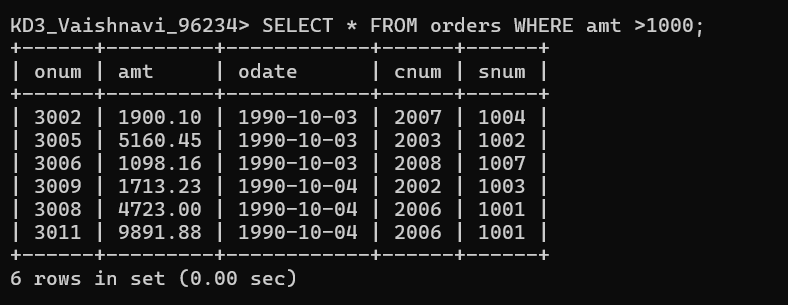 KD3_Vaishnavi_96234> SELECT * FROM orders WHERE amt >1000;
+------+---------+------------+------+------+
| onum | amt     | odate      | cnum | snum |
+------+---------+------------+------+------+
| 3002 | 1900.10 | 1990-10-03 | 2007 | 1004 |
| 3005 | 5160.45 | 1990-10-03 | 2003 | 1002 |
| 3006 | 1098.16 | 1990-10-03 | 2008 | 1007 |
| 3009 | 1713.23 | 1990-10-04 | 2002 | 1003 |
| 3008 | 4723.00 | 1990-10-04 | 2006 | 1001 |
| 3011 | 9891.88 | 1990-10-04 | 2006 | 1001 |
+------+---------+------------+------+------+
6 rows in set (0.00 sec)